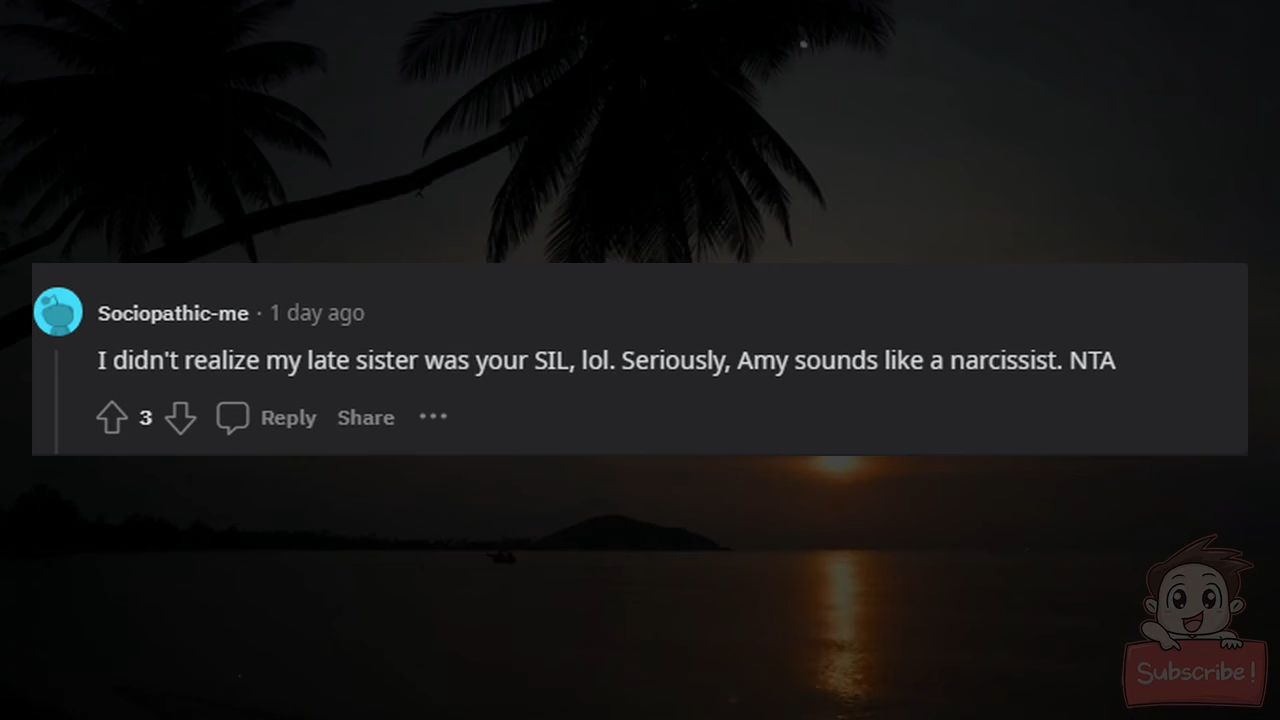 Sociopathic-me · 1 day ago
I didn't realize my late sister was your SIL, lol. Seriously, Amy sounds like a narcissist. NTA
3 Reply Share ···
Subscribe!